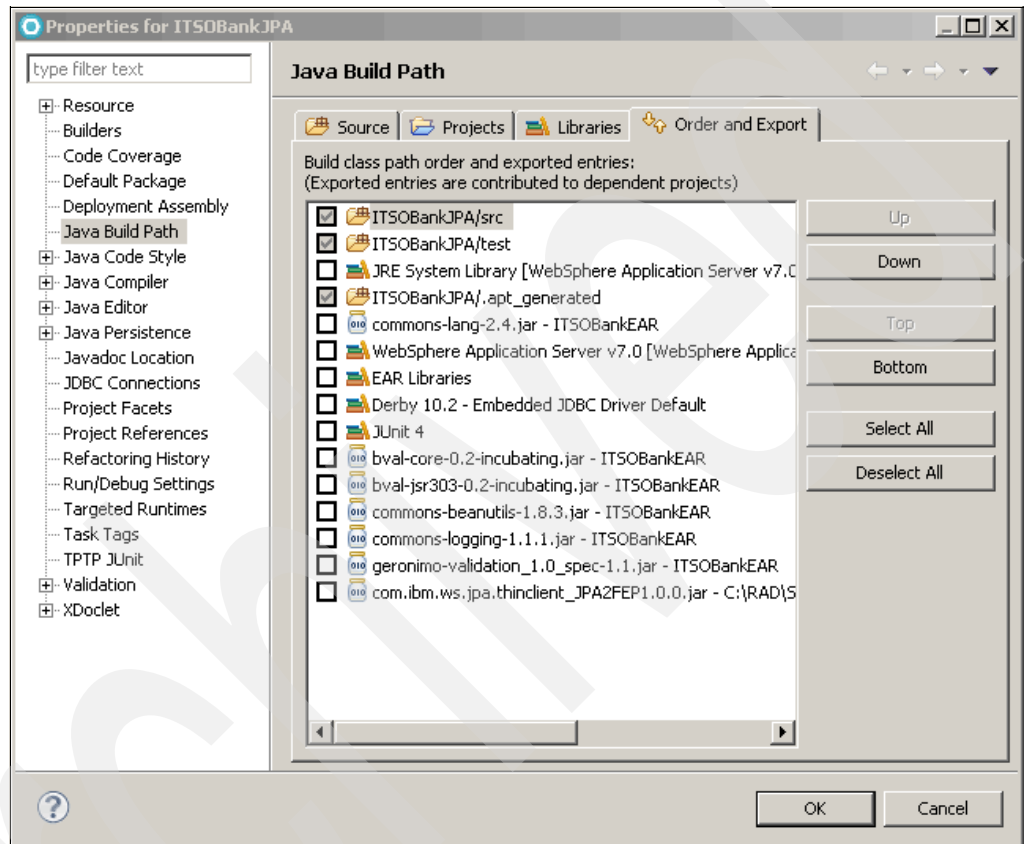 Properties for ITSOBankJPA
type filter text
Resource
Builders
Code Coverage
Default Package
Deployment Assembly
Java Build Path
Java Code Style
Java Compiler
Java Editor
Java Persistence
Javadoc Location
JDBC Connections
Project Facets
Project References
Refactoring History
Run/Debug Settings
Targeted Runtimes
Task Tags
TPTP JUnit
Validation
XDoclet
Java Build Path
Source
Projects
Libraries
Order and Export
Build class path order and exported entries:
(Exported entries are contributed to dependent projects)
ITSOBankJPA/src
ITSOBankJPA/test
JRE System Library [WebSphere Application Server v7.0
ITSOBankJPA/.apt_generated
commons-lang-2.4.jar - ITSOBankEAR
WebSphere Application Server v7.0 [WebSphere Applica
EAR Libraries
Derby 10.2 - Embedded JDBC Driver Default
JUnit 4
bval-core-0.2-incubating.jar - ITSOBankEAR
bval-jsr303-0.2-incubating.jar - ITSOBankEAR
commons-beanutils-1.8.3.jar - ITSOBankEAR
commons-logging-1.1.1.jar - ITSOBankEAR
geronimo-validation_1.0_spec-1.1.jar - ITSOBankEAR
com.ibm.ws.jpa.thinclient_JPA2FEP1.0.0.jar - C:\RAD\S
Up
Down
Top
Bottom
Select All
Deselect All
OK
Cancel